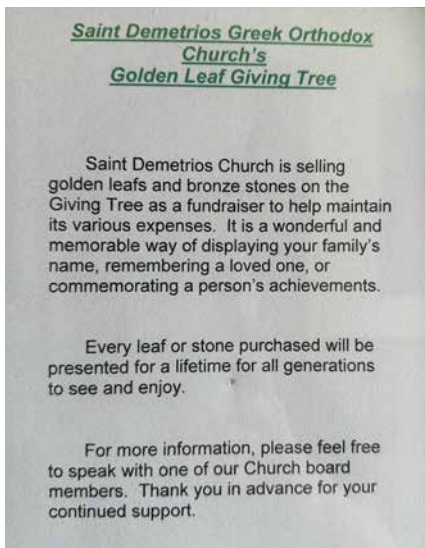 Saint Demetrios Greek Orthodox
Church's
Golden Leaf Giving Tree
Saint Demetrios Church is selling
golden leafs and bronze stones on the
Giving Tree as a fundraiser to help maintain
its various expenses.  It is a wonderful and
memorable way of displaying your family's
name, remembering a loved one, or
commemorating a person's achievements.
Every leaf or stone purchased will be
presented for a lifetime for all generations
to see and enjoy.
For more information, please feel free
to speak with one of our Church board
members.  Thank you in advance for your
continued support.